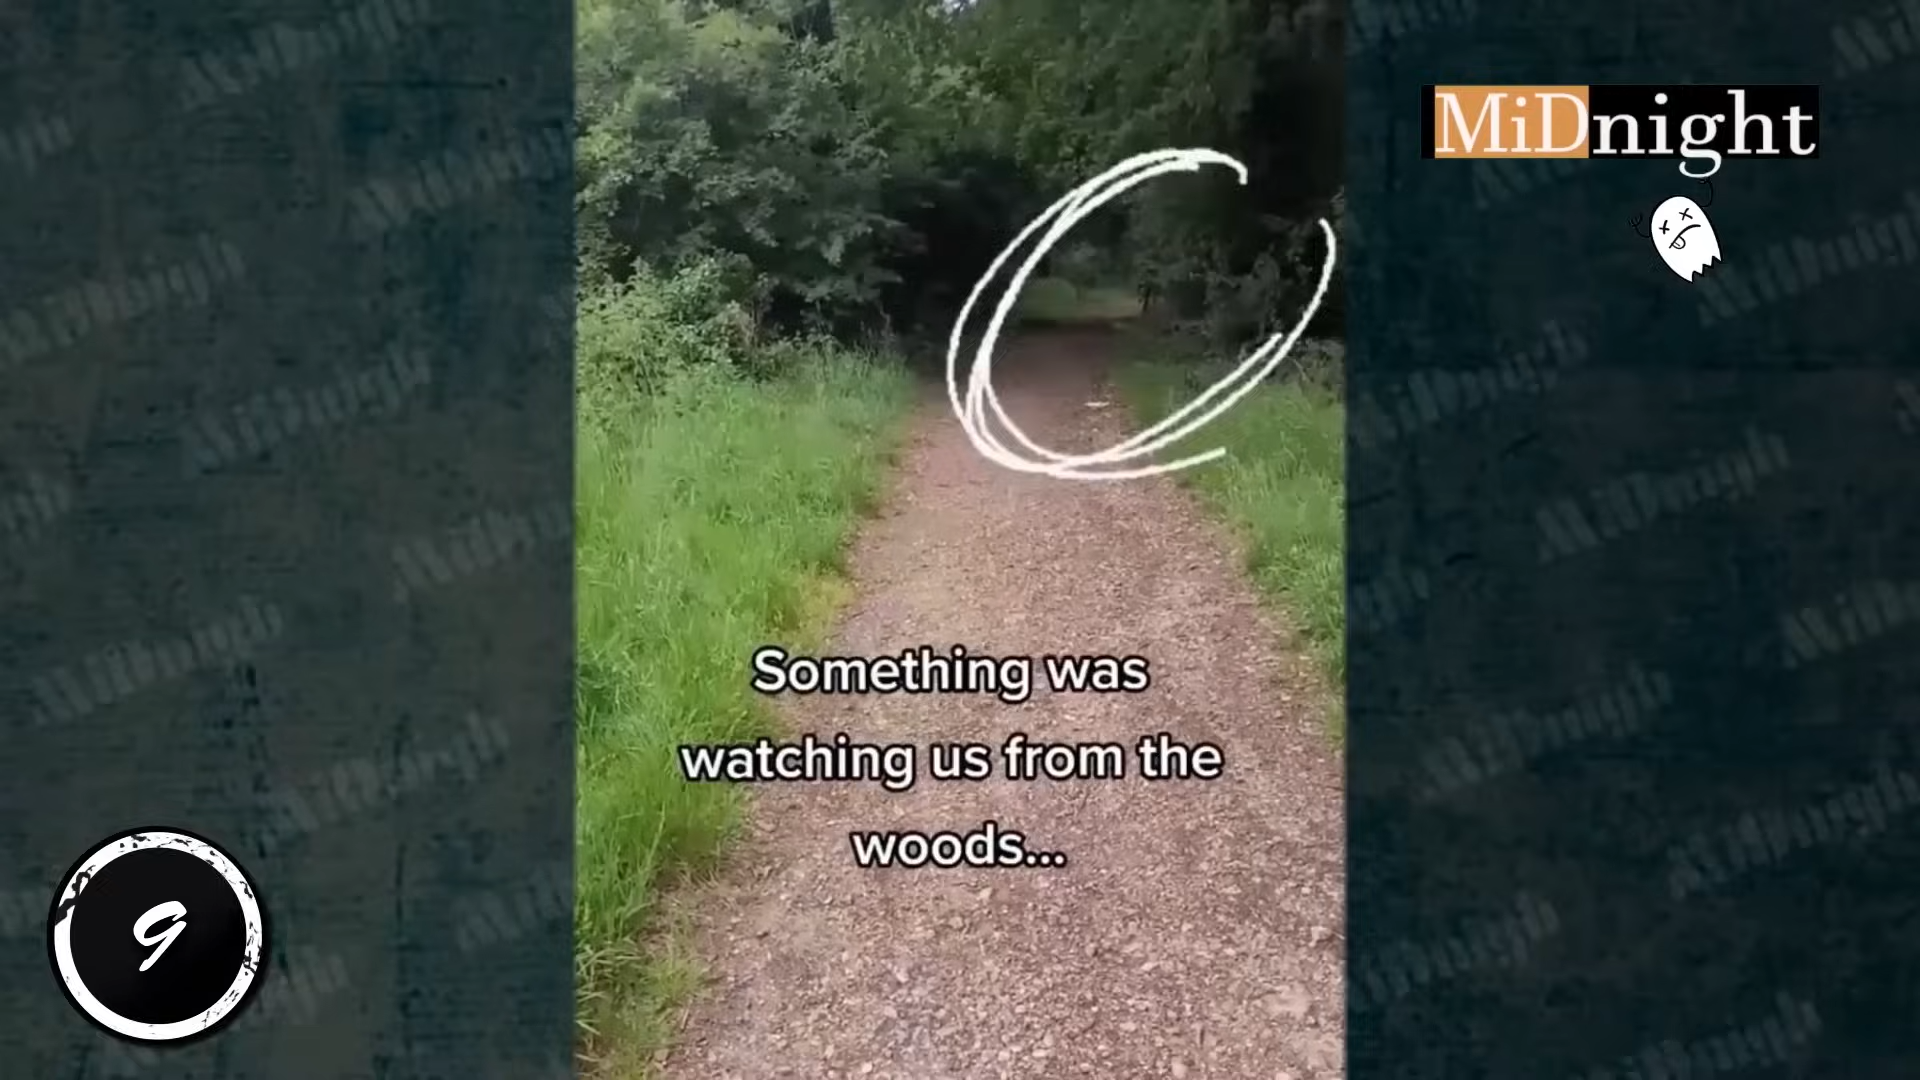 MiDnight
Something was
watching us from the
woods...
9